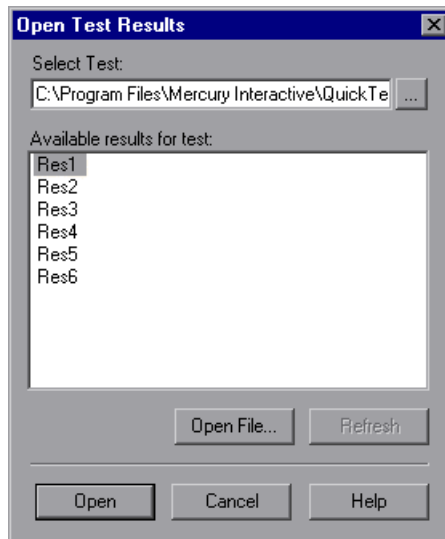 Open Test Results
Select Test:
C:\Program Files\Mercury Interactive\QuickTe ...
Available results for test:
Res1
Res2
Res3
Res4
Res5
Res6
Open File... Refresh
Open Cancel Help